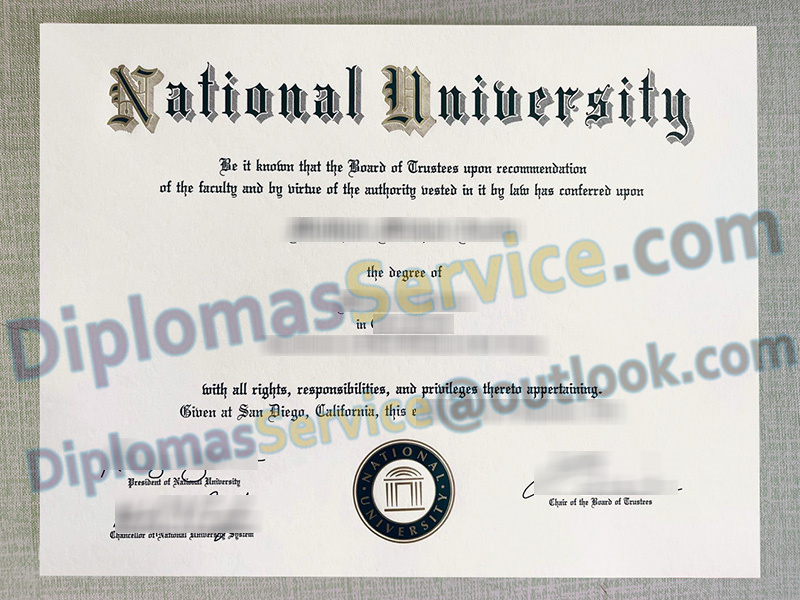 National University
Be it known that the Board of Trustees upon recommendation
of the faculty and by virtue of the authority vested in it by law has conferred upon
the degree of
DiplomasService.com
in
with all rights, responsibilities, and privileges thereto appertaining.
Given at San Diego, California, this
DiplomasService@outlook.com
NATIONAL UNIVERSITY
President of National University
Chair of the Board of Trustees
Chancellor of National University System